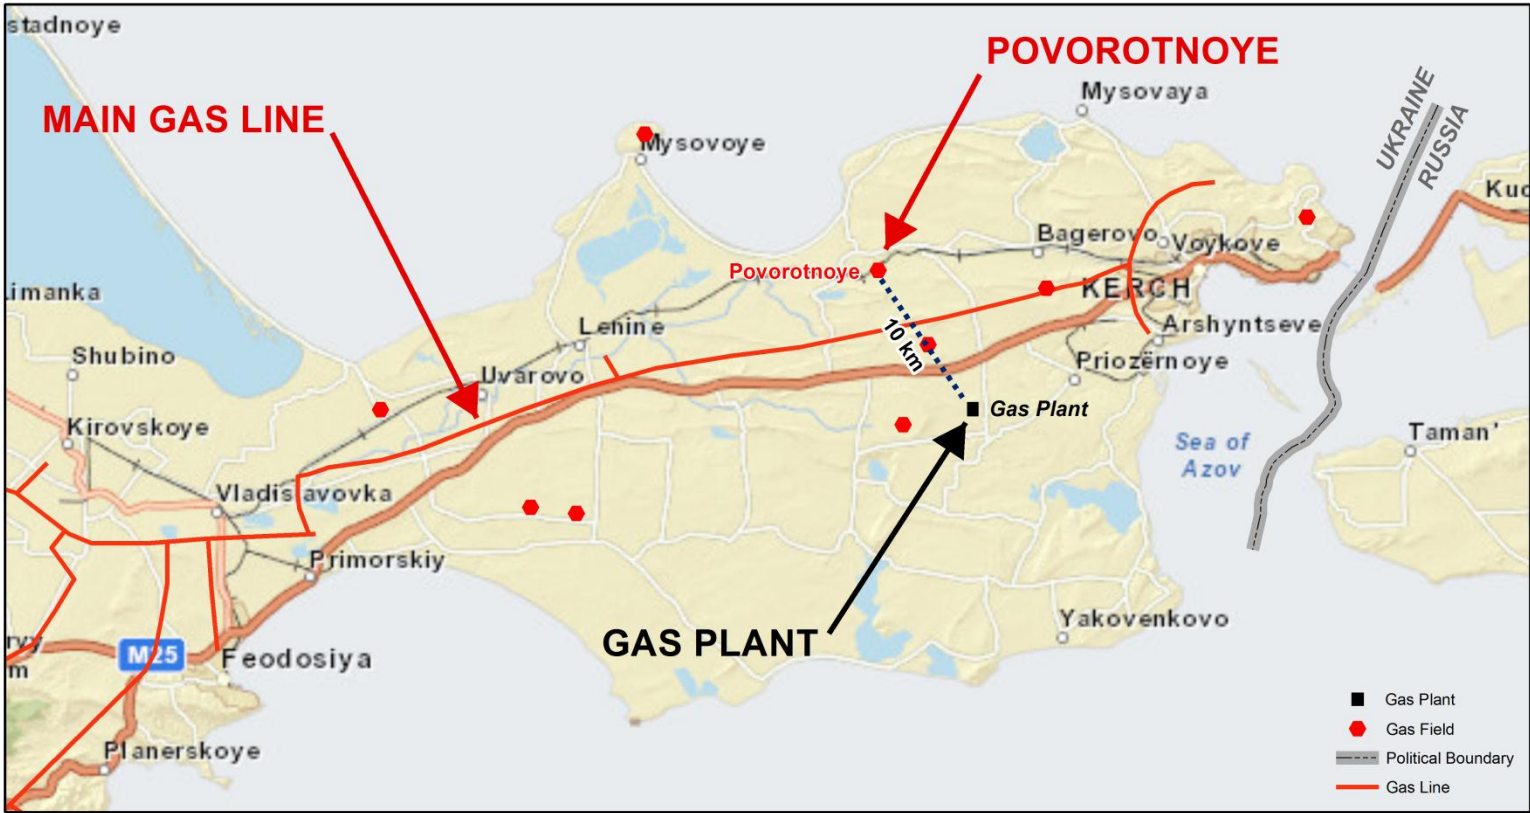 stadnoye
POVOROTNOYE
MAIN GAS LINE
Mysovaya
Mysovoye
UKRAINE
RUSSIA
Bagerovo
Voykove
Povorotnoye
KERCH
Lenine
10 km
Arshyntseve
Shubino
Uvarovo
Priozërnoye
Gas Plant
Kirovskoye
Taman'
Sea of
Azov
Vladislavovka
Primorskiy
Yakovenkovo
GAS PLANT
M25
Feodosiya
Planerskoye
Gas Plant
Gas Field
Political Boundary
Gas Line